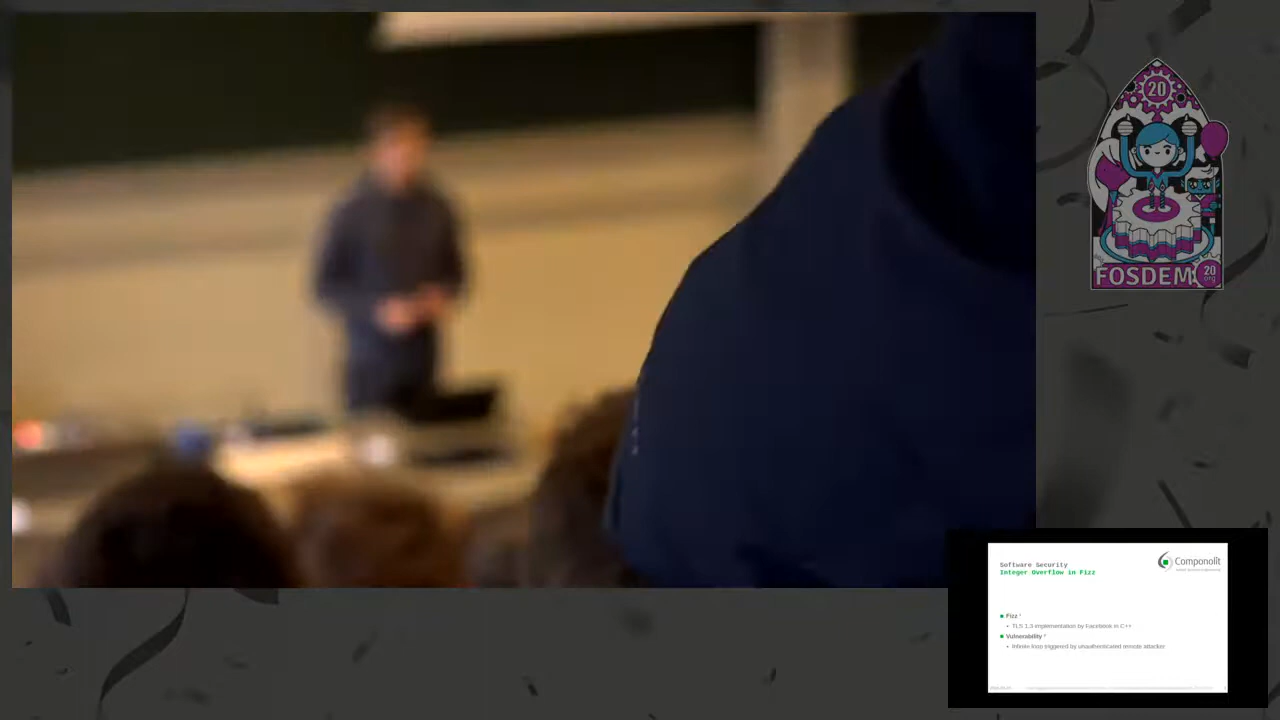 20
FOSDEM
20
org
Componolit
Software Security
Integer Overflow in Fizz
Fizz
TLS 1.3 implementation by Facebook in C++
Vulnerability
Infinite loop triggered by unauthenticated remote attacker